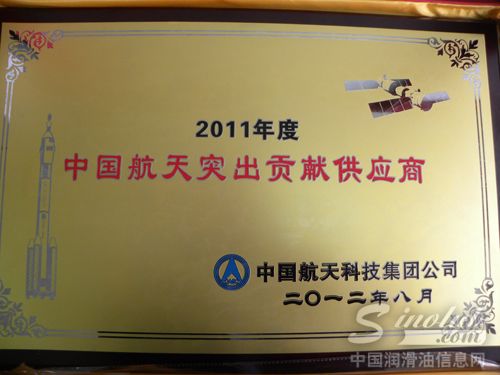 2011年度
中国航天突出贡献供应商
中国航天科技集团公司
二〇一二年八月
中国润滑油信息网